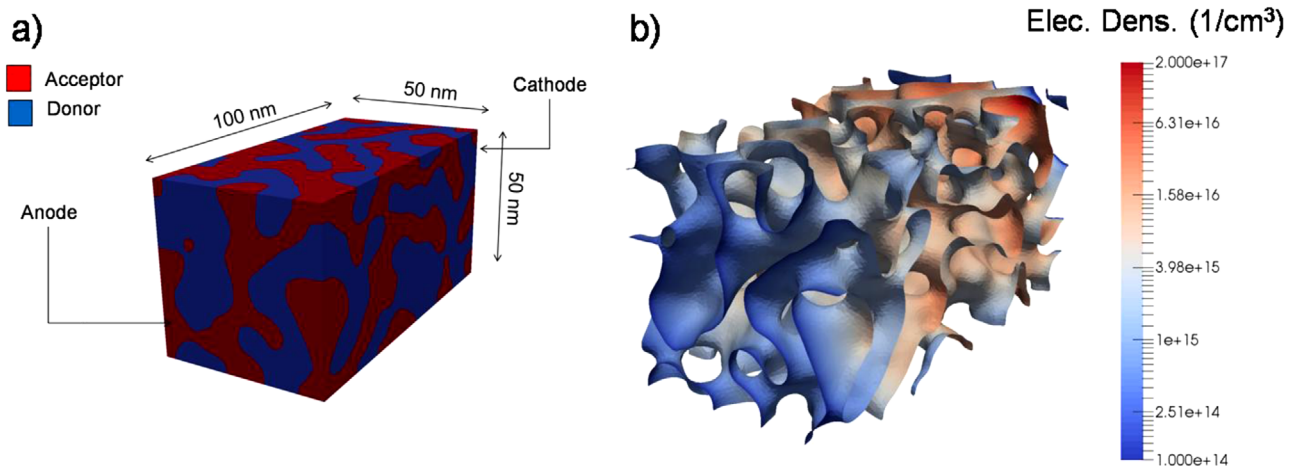 a)
Acceptor
Donor
100 nm
50 nm
Cathode
50 nm
Anode
b)
Elec. Dens. (1/cm³)
2.000e+17
6.31e+16
1.58e+16
3.98e+15
1e+15
2.51e+14
1.000e+14